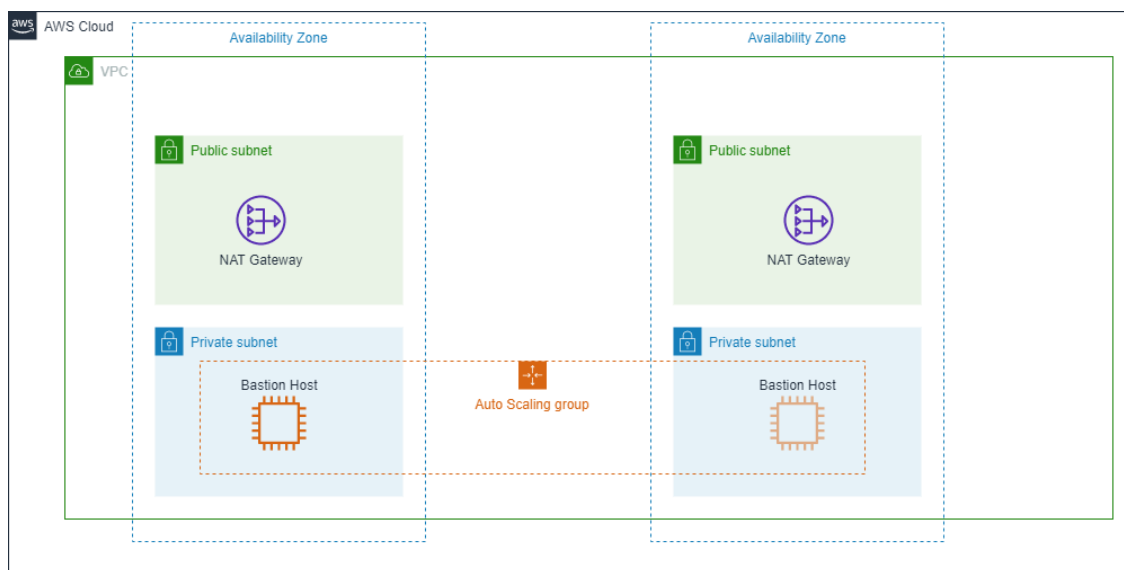 aws
AWS Cloud
Availability Zone
Availability Zone
VPC
Public subnet
Public subnet
NAT Gateway
NAT Gateway
Private subnet
Private subnet
Bastion Host
Bastion Host
Auto Scaling group